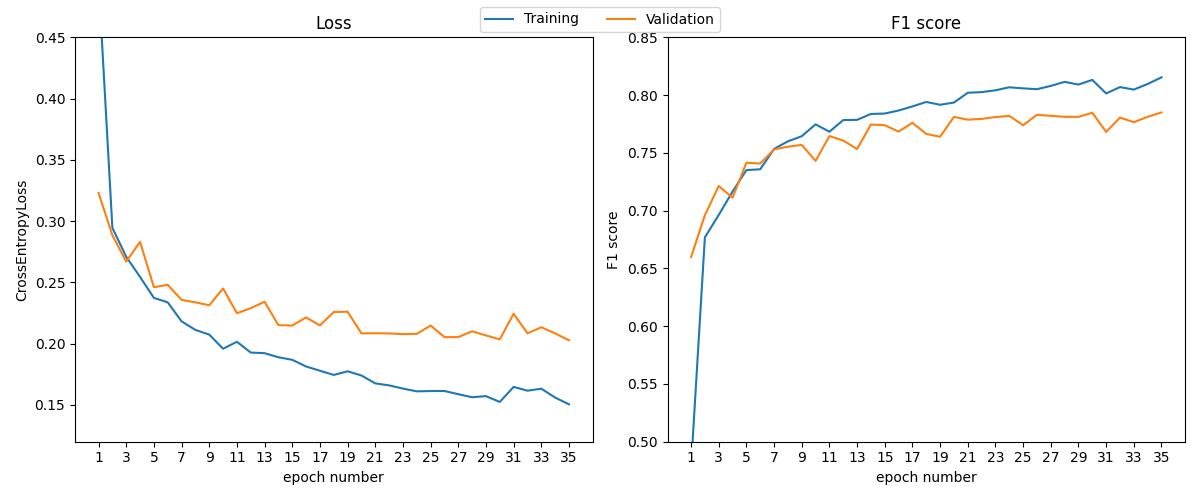 Training Validation
Loss
CrossEntropyLoss
0.45
0.40
0.35
0.30
0.25
0.20
0.15
1 3 5 7 9 11 13 15 17 19 21 23 25 27 29 31 33 35
epoch number
F1 score
F1 score
0.85
0.80
0.75
0.70
0.65
0.60
0.55
0.50
1 3 5 7 9 11 13 15 17 19 21 23 25 27 29 31 33 35
epoch number